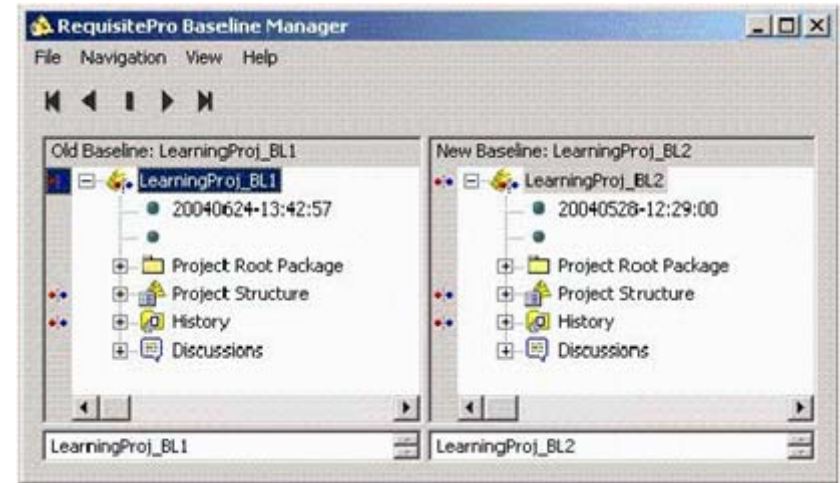 RequisitePro Baseline Manager
File Navigation View Help
Old Baseline: LearningProj_BL1
LearningProj_BL1
20040624-13:42:57
Project Root Package
Project Structure
History
Discussions
LearningProj_BL1
New Baseline: LearningProj_BL2
LearningProj_BL2
20040528-12:29:00
Project Root Package
Project Structure
History
Discussions
LearningProj_BL2